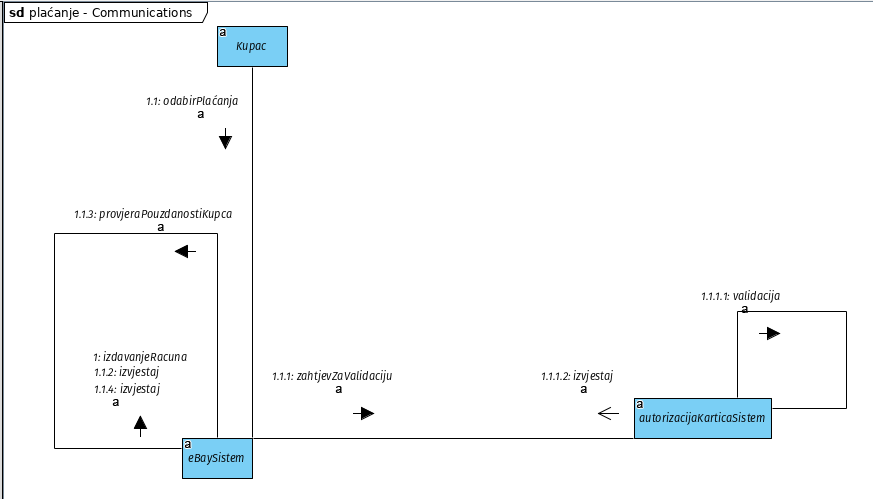 sd plaćanje - Communications
a
Kupac
1.1: odabirPlaćanja
a
1.1.3: provjeraPouzdanostiKupca
a
1.1.1.1: validacija
a
1: izdavanjeRacuna
1.1.2: izvjestaj
1.1.4: izvjestaj
a
1.1.1: zahtjevZaValidaciju
a
1.1.1.2: izvjestaj
a
a
autorizacijaKarticaSistem
a
eBaySistem